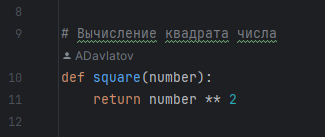 8
9 # Вычисление квадрата числа
ADavlatov
10 def square(number):
11 return number ** 2
12